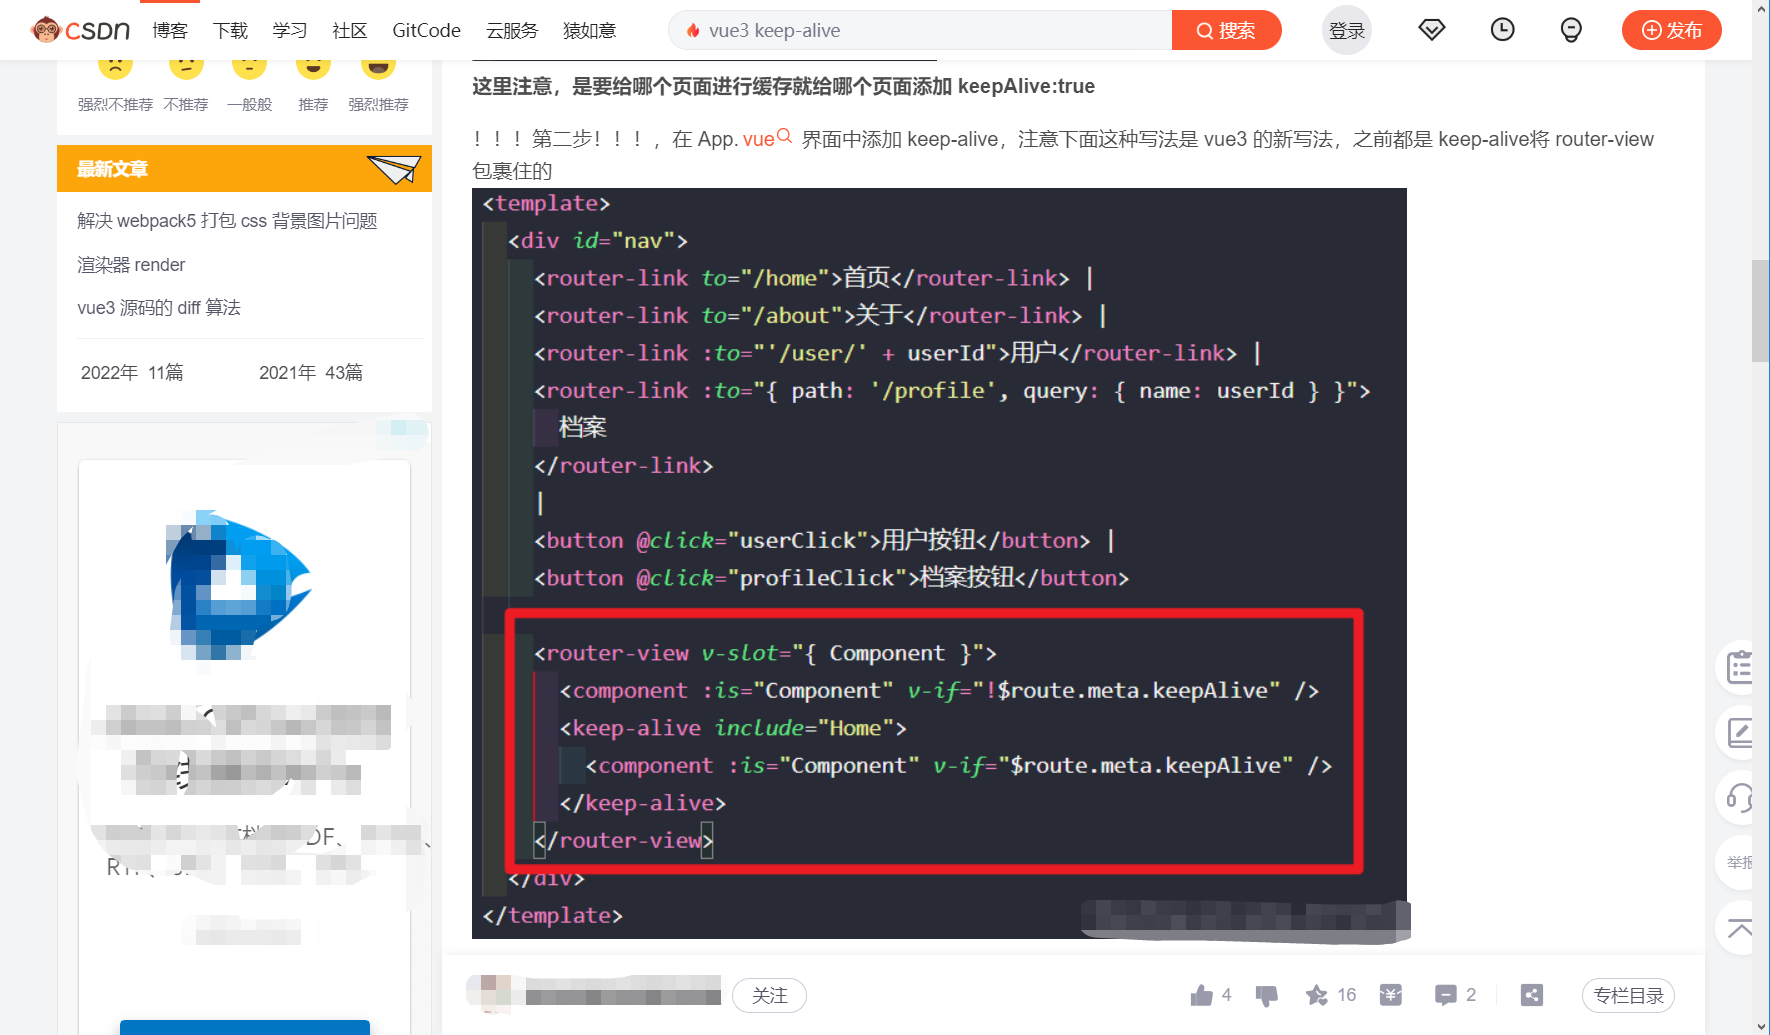 CSDN 博客 下载 学习 社区 GitCode 云服务 猿如意 vue3 keep-alive 搜索 登录 发布
强烈不推荐 不推荐 一般般 推荐 强烈推荐
最新文章
解决 webpack5 打包 css 背景图片问题
渲染器 render
vue3 源码的 diff 算法
2022年 11篇 2021年 43篇
这里注意，是要给哪个页面进行缓存就给哪个页面添加 keepAlive:true
！！！第二步！！！，在 App. vue 界面中添加 keep-alive，注意下面这种写法是 vue3 的新写法，之前都是 keep-alive将 router-view
包裹住的
<template>
<div id="nav">
<router-link to="/home">首页</router-link> |
<router-link to="/about">关于</router-link> |
<router-link :to="'/user/' + userId">用户</router-link> |
<router-link :to="{ path: '/profile', query: { name: userId } }">
档案
</router-link>
|
<button @click="userClick">用户按钮</button> |
<button @click="profileClick">档案按钮</button>
<router-view v-slot="{ Component }">
<component :is="Component" v-if="!$route.meta.keepAlive" />
<keep-alive include="Home">
<component :is="Component" v-if="$route.meta.keepAlive" />
</keep-alive>
</router-view>
</div>
</template>
关注 4 16 2 专栏目录
举报